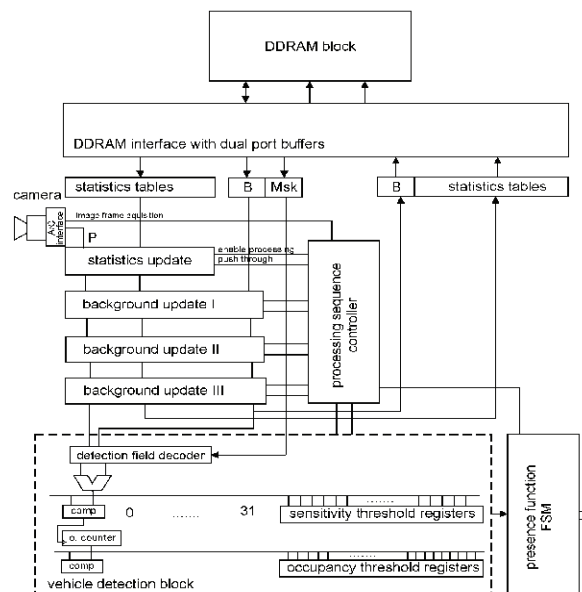 DDRAM block
DDRAM interface with dual port buffers
statistics tables
B
Msk
B
statistics tables
camera
A/C
interface
image frame aquistion
P
statistics update
enable processing
push through
background update I
background update II
background update III
processing sequence
controller
detection field decoder
comp
0
.......
31
........
sensitivity threshold registers
o. counter
comp
........
occupancy threshold registers
vehicle detection block
presence function
FSM